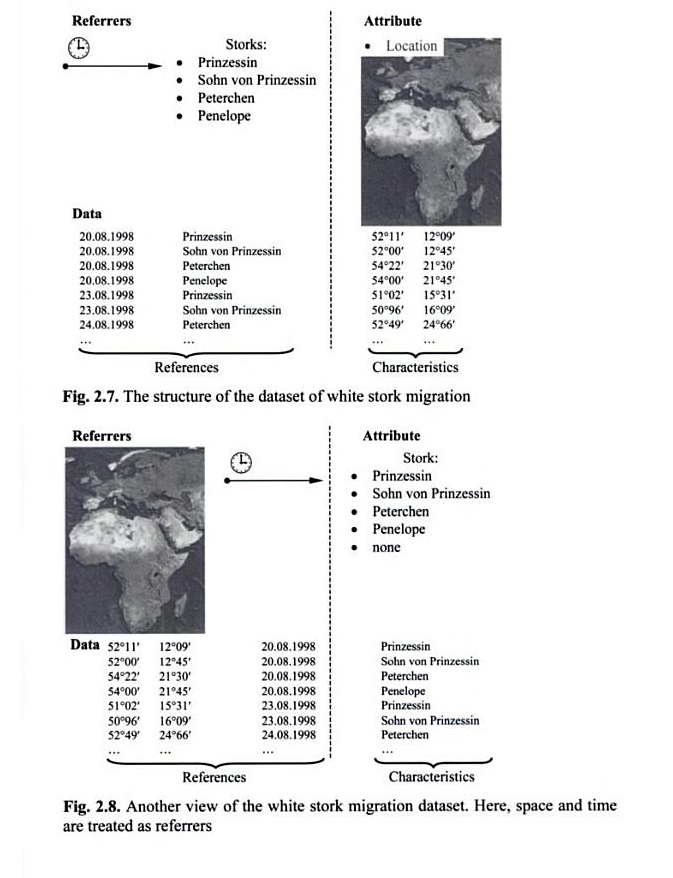 Referrers
Attribute
Storks:
• Prinzessin
• Sohn von Prinzessin
• Peterchen
• Penelope
• Location
Data
20.08.1998 Prinzessin 52°11′ 12°09′
20.08.1998 Sohn von Prinzessin 52°00′ 12°45′
20.08.1998 Peterchen 54°22′ 21°30′
20.08.1998 Penelope 54°00′ 21°45′
23.08.1998 Prinzessin 51°02′ 15°31′
23.08.1998 Sohn von Prinzessin 50°96′ 16°09′
24.08.1998 Peterchen 52°49′ 24°66′
... ... ... ...
References Characteristics
Fig. 2.7. The structure of the dataset of white stork migration
Referrers
Attribute
Stork:
• Prinzessin
• Sohn von Prinzessin
• Peterchen
• Penelope
• none
Data 52°11′ 12°09′ 20.08.1998 Prinzessin
52°00′ 12°45′ 20.08.1998 Sohn von Prinzessin
54°22′ 21°30′ 20.08.1998 Peterchen
54°00′ 21°45′ 20.08.1998 Penelope
51°02′ 15°31′ 23.08.1998 Prinzessin
50°96′ 16°09′ 23.08.1998 Sohn von Prinzessin
52°49′ 24°66′ 24.08.1998 Peterchen
... ... ... ...
References Characteristics
Fig. 2.8. Another view of the white stork migration dataset. Here, space and time
are treated as referrers